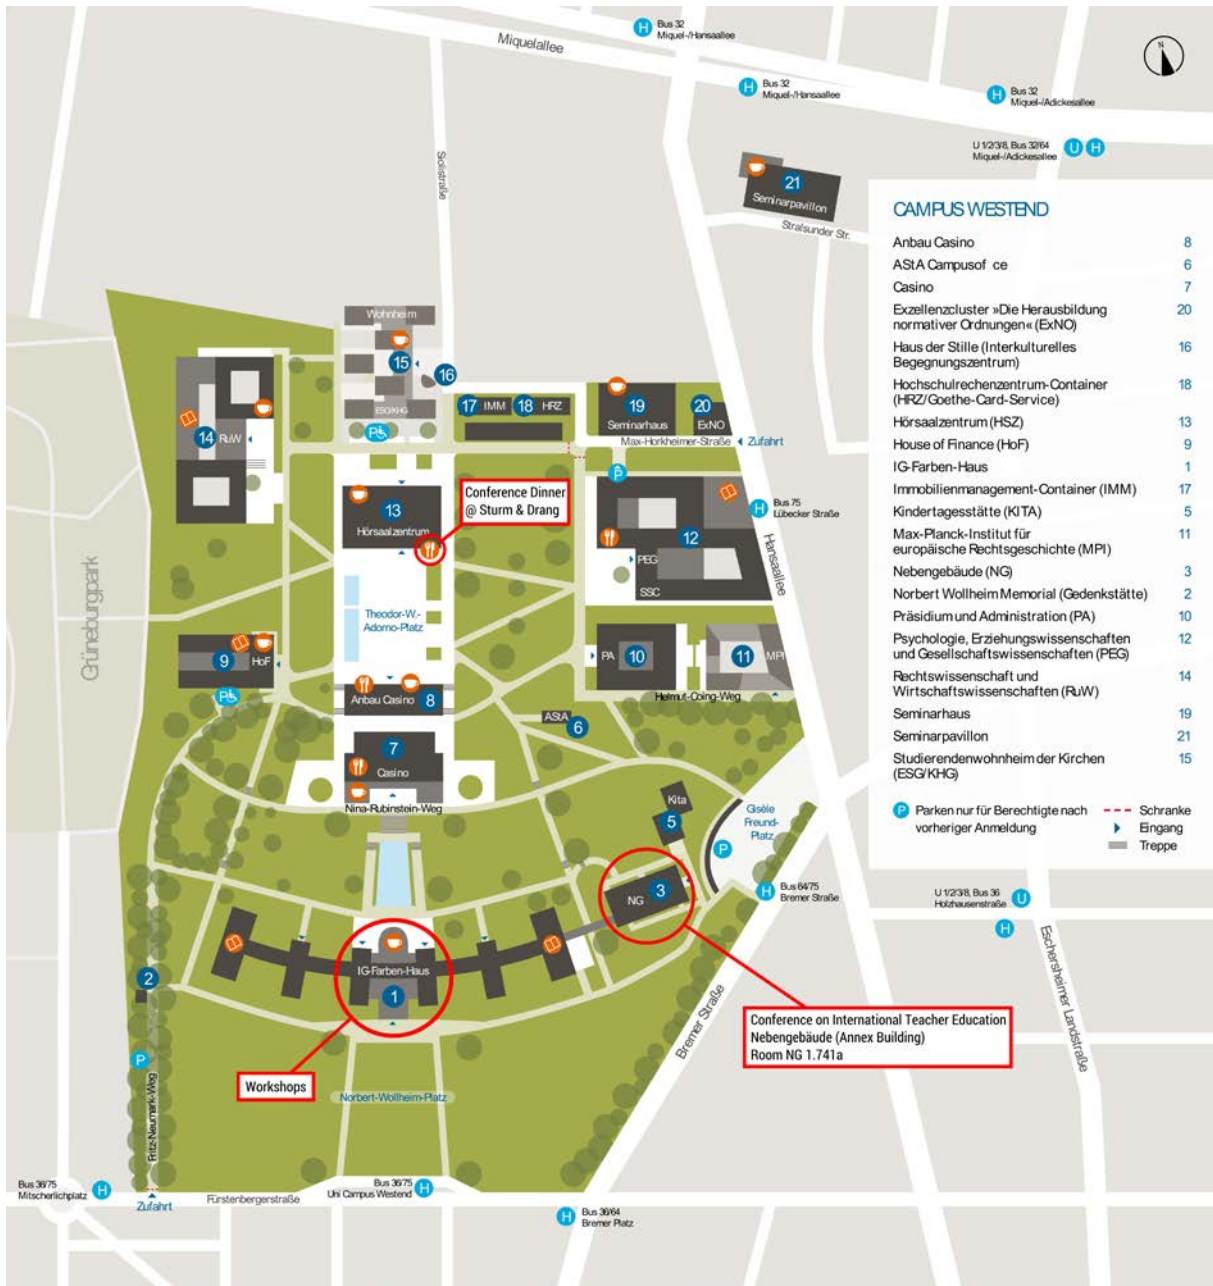 Bus 32
Miquel-/Hansaallee
Miquelallee
N
Bus 32
Miquel-/Hansaallee
Bus 32
Miquel-/Adickesallee
U 1/2/3/8, Bus 32/64
Miquel-/Adickesallee
U
H
H
H
H
Siolistraße
21
Seminarpavillon
Stralsunder Str.
CAMPUS WESTEND
Anbau Casino 8
AStA Campusof ce 6
Casino 7
Exzellenzcluster »Die Herausbildung 20
normativer Ordnungen« (ExNO)
Haus der Stille (Interkulturelles 16
Begegnungszentrum)
Hochschulrechenzentrum-Container 18
(HRZ/Goethe-Card-Service)
Hörsaalzentrum (HSZ) 13
House of Finance (HoF) 9
IG-Farben-Haus 1
Immobilienmanagement-Container (IMM) 17
Kindertagesstätte (KITA) 5
Max-Planck-Institut für 11
europäische Rechtsgeschichte (MPI)
Nebengebäude (NG) 3
Norbert Wollheim Memorial (Gedenkstätte) 2
Präsidium und Administration (PA) 10
Psychologie, Erziehungswissenschaften 12
und Gesellschaftswissenschaften (PEG)
Rechtswissenschaft und 14
Wirtschaftswissenschaften (RuW)
Seminarhaus 19
Seminarpavillon 21
Studierendenwohnheim der Kirchen 15
(ESG/KHG)
P Parken nur für Berechtigte nach
vorheriger Anmeldung
Schranke
Eingang
Treppe
Wohnheim
15
16
ESG/KHG
P
17 IMM 18 HRZ
19
Seminarhaus
20
ExNO
Max-Horkheimer-Straße
Zufahrt
14 RuW
P
Conference Dinner
@ Sturm & Drang
13
Hörsaalzentrum
H
Bus 75
Lübecker Straße
12
PEG
SSC
Hansaallee
Grüneburgpark
Theodor-W.-
Adorno-Platz
9 HoF
P
PA 10
11 MPI
Helmut-Coing-Weg
Anbau Casino 8
AStA
6
7
Casino
Nina-Rubinstein-Weg
Kita
5
Gisèle
Freund-
Platz
P
NG 3
H
Bus 64/75
Bremer Straße
U 1/2/3/8, Bus 36
Holzhausenstraße
U
H
Eschersheimer Landstraße
2
IG-Farben-Haus
1
Bremer Straße
Conference on International Teacher Education
Nebengebäude (Annex Building)
Room NG 1.741a
P
Workshops
Norbert-Wollheim-Platz
Fritz-Neumark-Weg
Bus 36/75
Mitscherlichplatz
H
Zufahrt
Fürstenbergerstraße
Bus 36/75
Uni Campus Westend
H
H
Bus 36/64
Bremer Platz